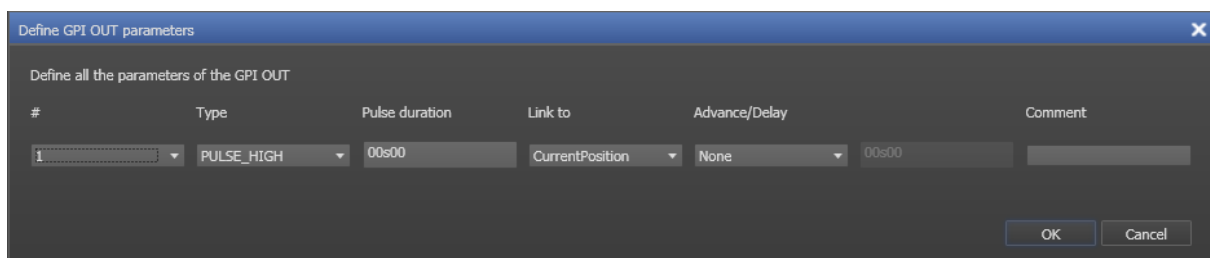 Define GPI OUT parameters
Define all the parameters of the GPI OUT
# Type Pulse duration Link to Advance/Delay Comment
1 PULSE_HIGH 00s00 CurrentPosition None 00s00
OK Cancel